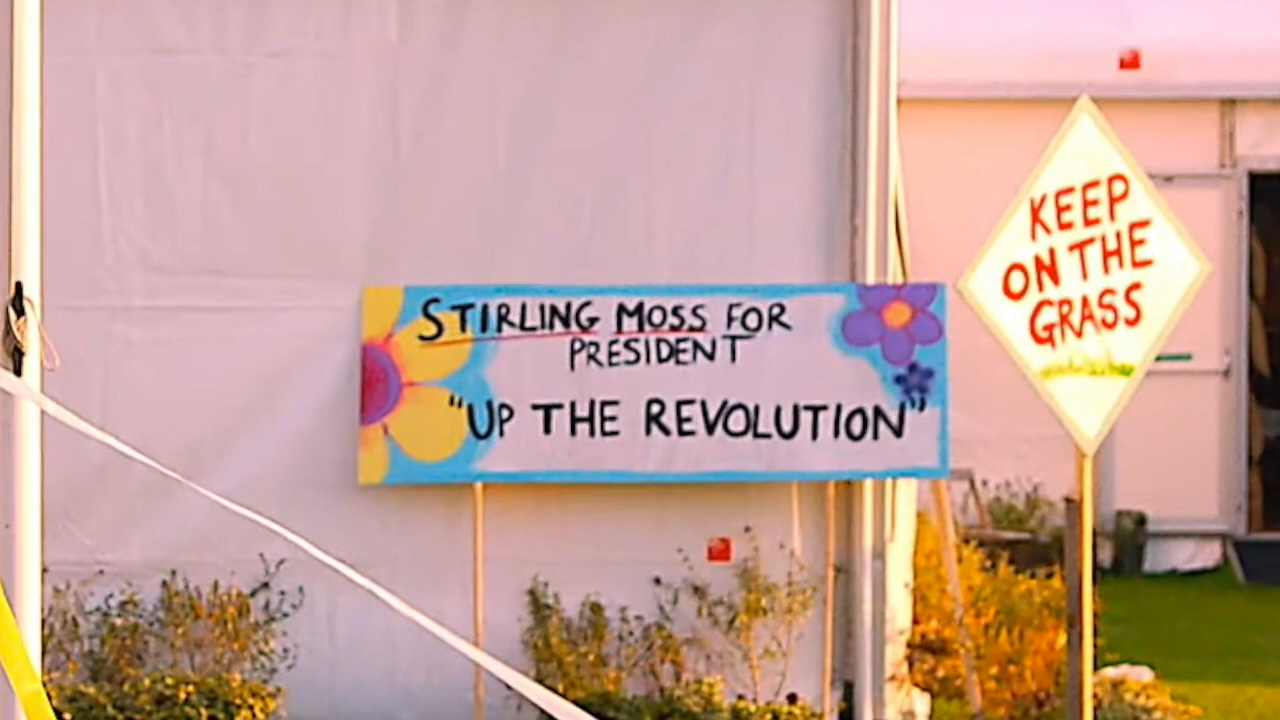 STIRLING MOSS FOR
PRESIDENT
"UP THE REVOLUTION"
KEEP
ON THE
GRASS